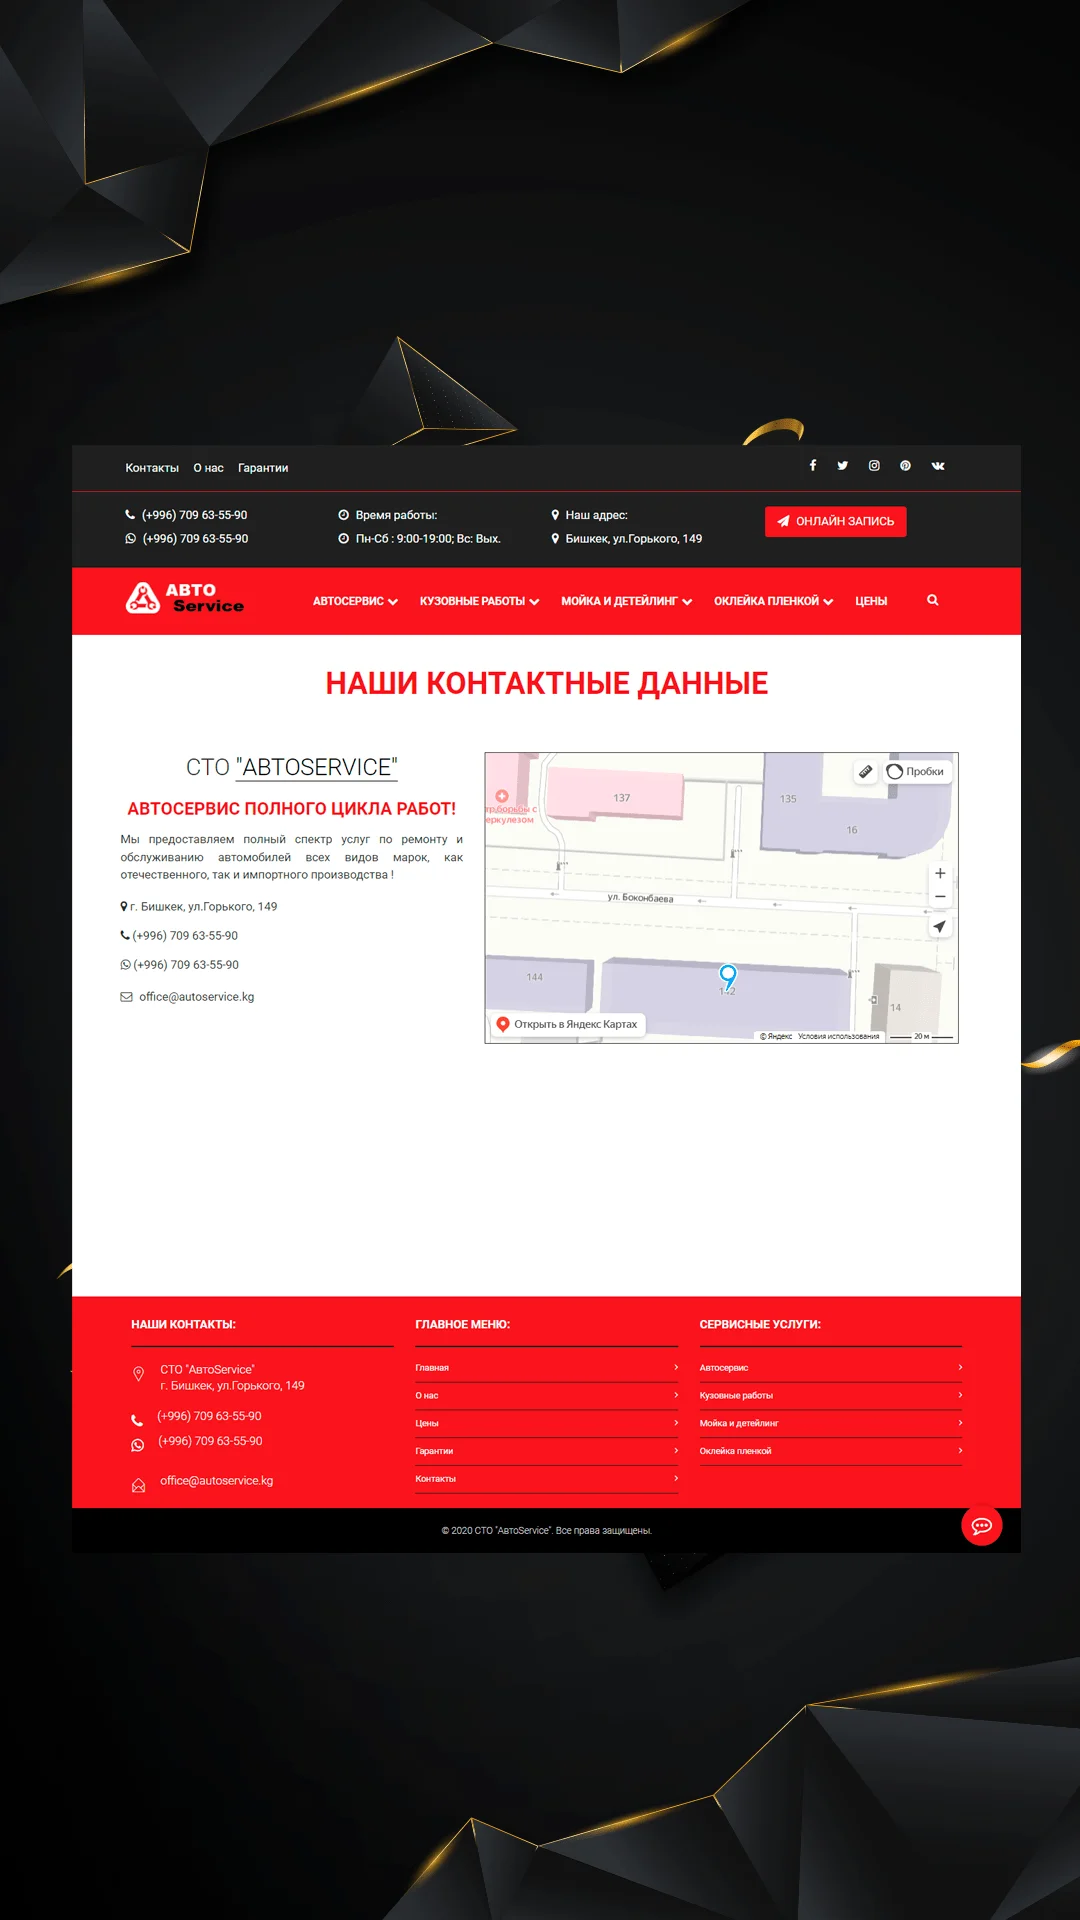 Контакты О нас Гарантии
(+996) 709 63-55-90
(+996) 709 63-55-90
Время работы:
Пн-Сб : 9:00-19:00; Вс: Вых.
Наш адрес:
Бишкек, ул.Горького, 149
ОНЛАЙН ЗАПИСЬ
АВТО
Service
АВТОСЕРВИС КУЗОВНЫЕ РАБОТЫ МОЙКА И ДЕТЕЙЛИНГ ОКЛЕЙКА ПЛЕНКОЙ ЦЕНЫ
НАШИ КОНТАКТНЫЕ ДАННЫЕ
СТО "АВТОSERVICE"
АВТОСЕРВИС ПОЛНОГО ЦИКЛА РАБОТ!
Мы предоставляем полный спектр услуг по ремонту и
обслуживанию автомобилей всех видов марок, как
отечественного, так и импортного производства !
г. Бишкек, ул.Горького, 149
(+996) 709 63-55-90
(+996) 709 63-55-90
office@autoservice.kg
Пробки
137
135
16
тр борьбы с
еркулезом
ул. Боконбаева
144
142
14
Открыть в Яндекс Картах
© Яндекс Условия использования 20 м
НАШИ КОНТАКТЫ:
СТО "АвтоService"
г. Бишкек, ул.Горького, 149
(+996) 709 63-55-90
(+996) 709 63-55-90
office@autoservice.kg
ГЛАВНОЕ МЕНЮ:
Главная
О нас
Цены
Гарантии
Контакты
СЕРВИСНЫЕ УСЛУГИ:
Автосервис
Кузовные работы
Мойка и детейлинг
Оклейка пленкой
© 2020 СТО "АвтоService". Все права защищены.